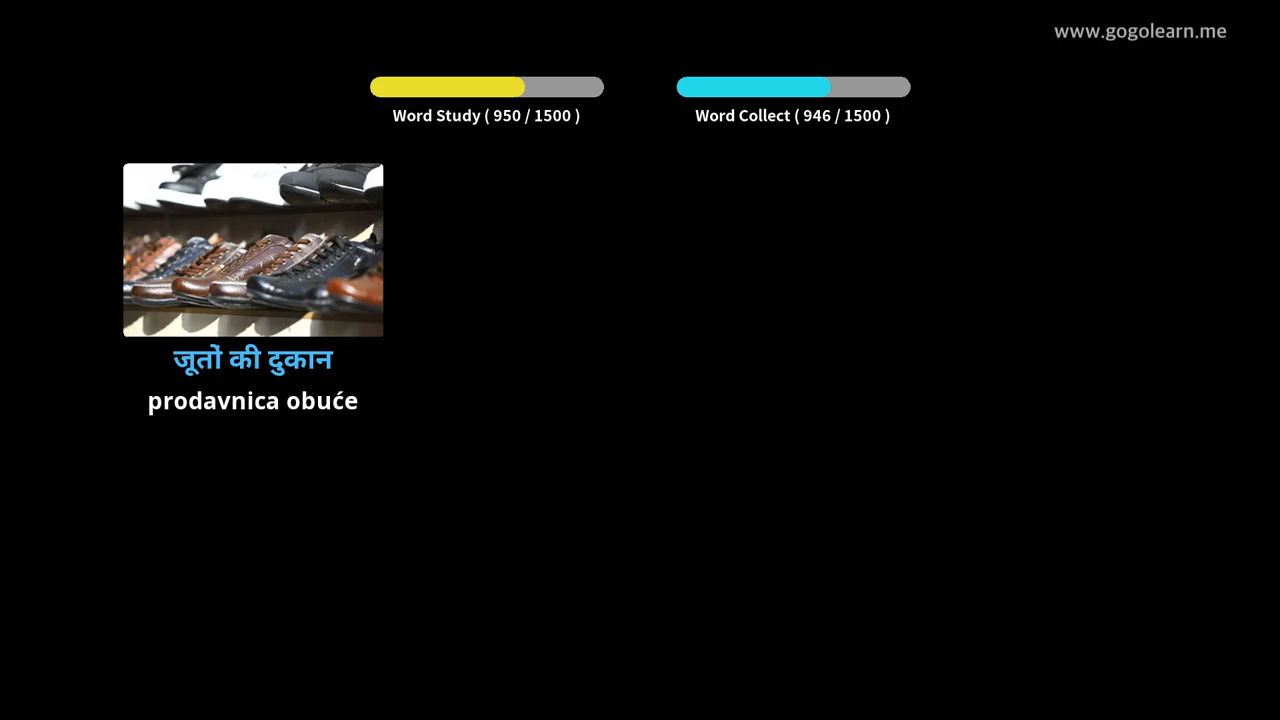 www.gogolearn.me
Word Study ( 950 / 1500 )
Word Collect ( 946 / 1500 )
जूतों की दुकान
prodavnica obuće